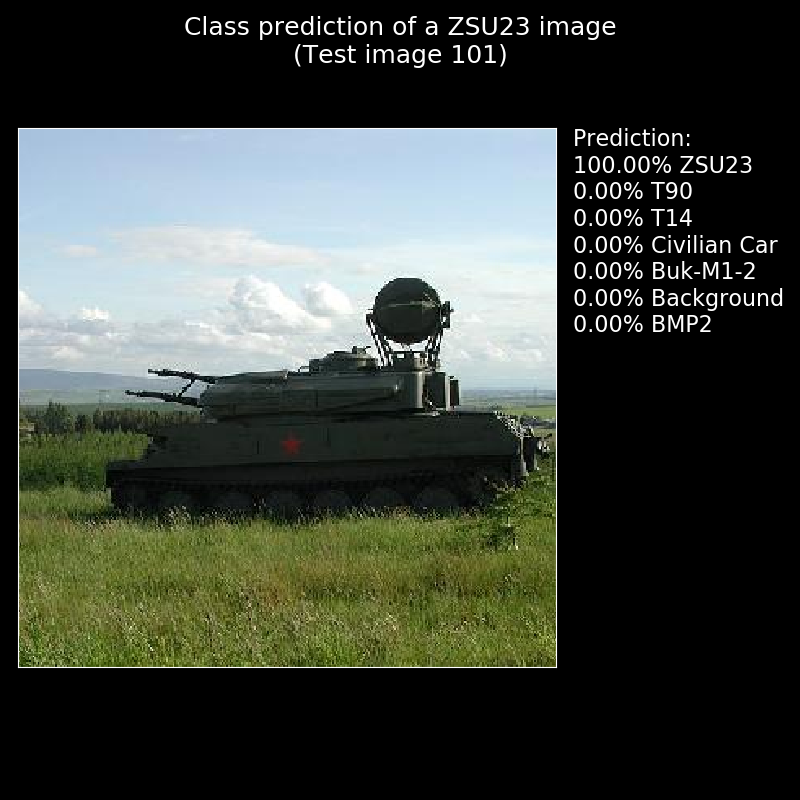 Class prediction of a ZSU23 image
(Test image 101)
Prediction:
100.00% ZSU23
0.00% T90
0.00% T14
0.00% Civilian Car
0.00% Buk-M1-2
0.00% Background
0.00% BMP2